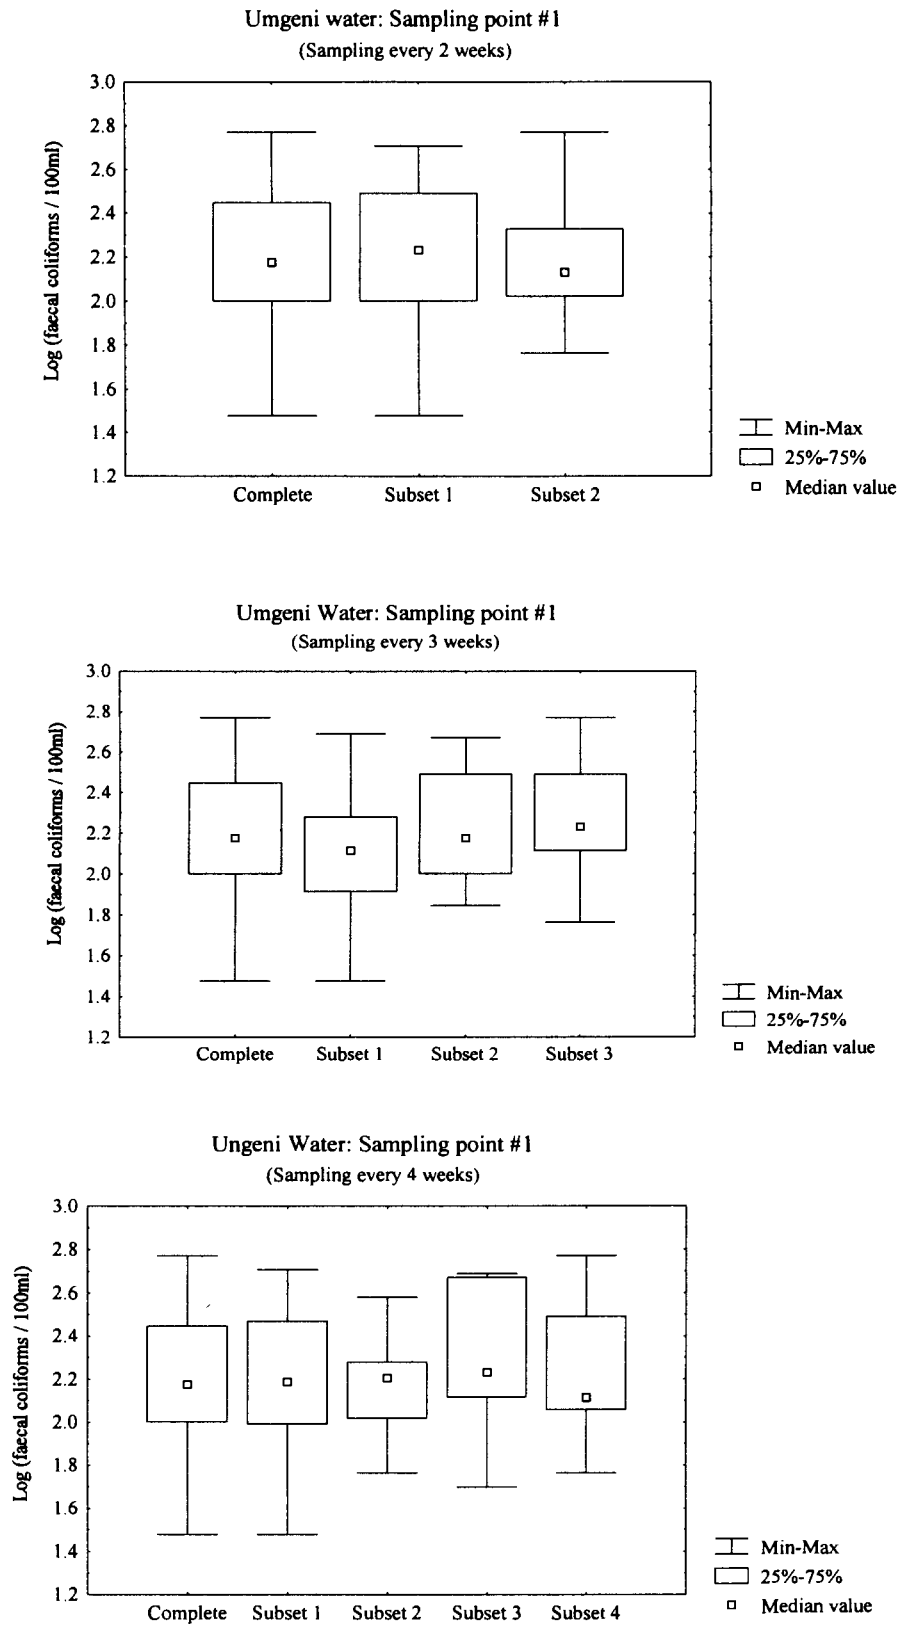 Umgeni water: Sampling point #1
(Sampling every 2 weeks)
Log (faecal coliforms / 100ml)
3.0
2.8
2.6
2.4
2.2
2.0
1.8
1.6
1.4
1.2
Complete Subset 1 Subset 2
Min-Max
25%-75%
Median value
Umgeni Water: Sampling point #1
(Sampling every 3 weeks)
Log (faecal coliforms / 100ml)
3.0
2.8
2.6
2.4
2.2
2.0
1.8
1.6
1.4
1.2
Complete Subset 1 Subset 2 Subset 3
Min-Max
25%-75%
Median value
Ungeni Water: Sampling point #1
(Sampling every 4 weeks)
Log (faecal coliforms / 100ml)
3.0
2.8
2.6
2.4
2.2
2.0
1.8
1.6
1.4
1.2
Complete Subset 1 Subset 2 Subset 3 Subset 4
Min-Max
25%-75%
Median value